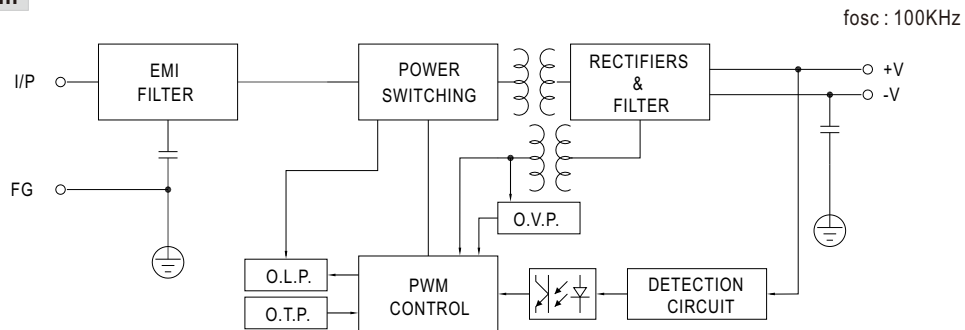 fosc : 100KHz
I/P
EMI
FILTER
POWER
SWITCHING
RECTIFIERS
&
FILTER
+V
-V
FG
O.V.P.
O.L.P.
O.T.P.
PWM
CONTROL
DETECTION
CIRCUIT